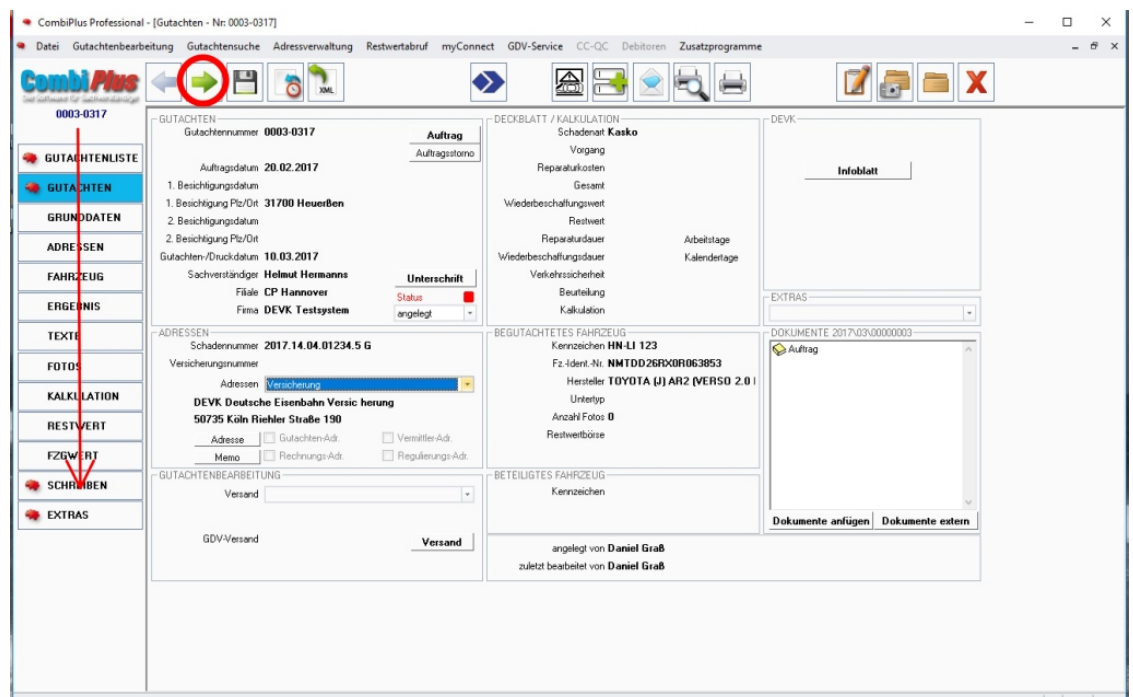 CombiPlus Professional - [Gutachten - Nr: 0003-0317]
Datei Gutachtenbearbeitung Gutachtensuche Adressverwaltung Restwertabruf myConnect GDV-Service CC-QC Debitoren Zusatzprogramme
CombiPlus
XML
0003-0317
GUTACHTENLISTE
GUTACHTEN
GRUNDDATEN
ADRESSEN
FAHRZEUG
ERGEBNIS
TEXTE
FOTOS
KALKULATION
RESTWERT
FZGWERT
SCHREIBEN
EXTRAS
GUTACHTEN
Gutachtennummer 0003-0317 Auftrag
Auftragsstorno
Auftragsdatum 20.02.2017
1. Besichtigungsdatum
1. Besichtigung Plz/Ort 31700 Heuerßen
2. Besichtigungsdatum
2. Besichtigung Plz/Ort
Gutachten-/Druckdatum 10.03.2017
Sachverständiger Helmut Hermanns Unterschrift
Filiale CP Hannover Status
Firma DEVK Testsystem angelegt
ADRESSEN
Schadennummer 2017.14.04.01234.5 G
Versicherungsnummer
Adressen Versicherung
DEVK Deutsche Eisenbahn Versic herung
50735 Köln Riehler Straße 190
Adresse Gutachten-Adr. Vermittler-Adr.
Memo Rechnungs-Adr. Regulierungs-Adr.
GUTACHTENBEARBEITUNG
Versand
GDV-Versand Versand
DECKBLATT / KALKULATION
Schadenart Kasko
Vorgang
Reparaturkosten
Gesamt
Wiederbeschaffungswert
Restwert
Reparaturdauer Arbeitstage
Wiederbeschaffungsdauer Kalendertage
Verkehrssicherheit
Beurteilung
Kalkulation
BEGUTACHTETES FAHRZEUG
Kennzeichen HN-LI 123
Fz.-Ident.-Nr. NMTDD26RX0R063853
Hersteller TOYOTA (J) AR2 (VERSO 2.0
Untertyp
Anzahl Fotos 0
Restwertbörse
BETEILIGTES FAHRZEUG
Kennzeichen
angelegt von Daniel Graß
zuletzt bearbeitet von Daniel Graß
DEVK
Infoblatt
EXTRAS
DOKUMENTE 2017\03\00000003
Auftrag
Dokumente anfügen Dokumente extern